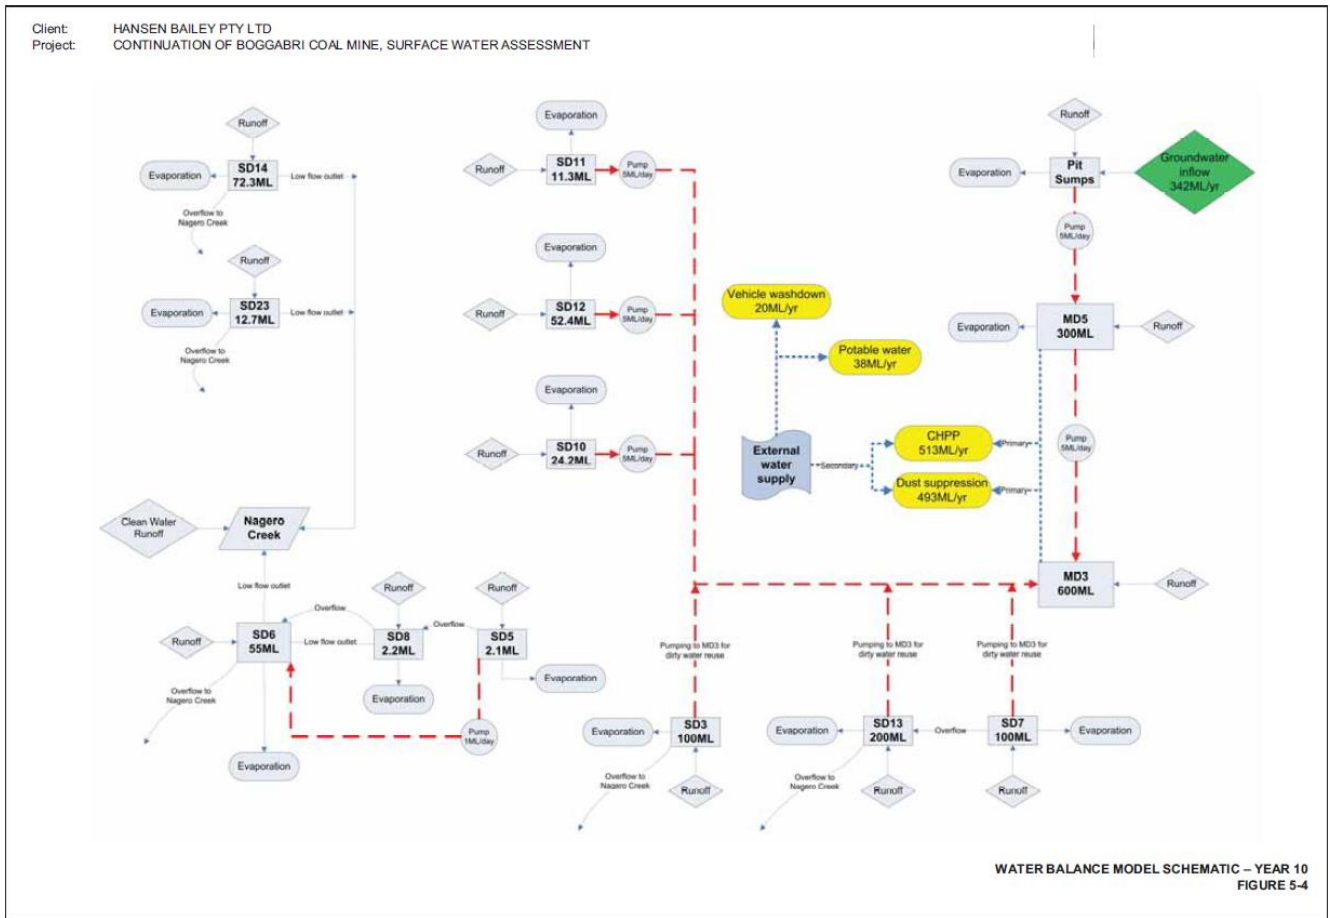 Client: HANSEN BAILEY PTY LTD
Project: CONTINUATION OF BOGGABRI COAL MINE, SURFACE WATER ASSESSMENT
Runoff
Evaporation
SD14
72.3ML
Low flow outlet
Overflow to
Nagero Creek
Runoff
Evaporation
SD23
12.7ML
Low flow outlet
Overflow to
Nagero Creek
Clean Water
Runoff
Nagero
Creek
Low flow outlet
Runoff
SD6
55ML
Overflow
Low flow outlet
Runoff
SD8
2.2ML
Overflow
Runoff
SD5
2.1ML
Evaporation
Evaporation
Overflow to
Nagero Creek
Evaporation
Pump
1ML/day
Evaporation
Runoff
SD11
11.3ML
Pump
5ML/day
Evaporation
Runoff
SD12
52.4ML
Pump
5ML/day
Evaporation
Runoff
SD10
24.2ML
Pump
5ML/day
Vehicle washdown
20ML/yr
Potable water
38ML/yr
External
water
supply
Secondary
CHPP
513ML/yr
Primary
Dust suppression
493ML/yr
Primary
Runoff
Evaporation
Pit
Sumps
Groundwater
inflow
342ML/yr
Pump
5ML/day
Evaporation
MD5
300ML
Runoff
Pump
5ML/day
MD3
600ML
Runoff
Pumping to MD3 for
dirty water reuse
Pumping to MD3 for
dirty water reuse
Pumping to MD3 for
dirty water reuse
Evaporation
SD3
100ML
Overflow to
Nagero Creek
Runoff
Evaporation
SD13
200ML
Overflow
SD7
100ML
Evaporation
Overflow to
Nagero Creek
Runoff
Runoff
WATER BALANCE MODEL SCHEMATIC – YEAR 10
FIGURE 5-4